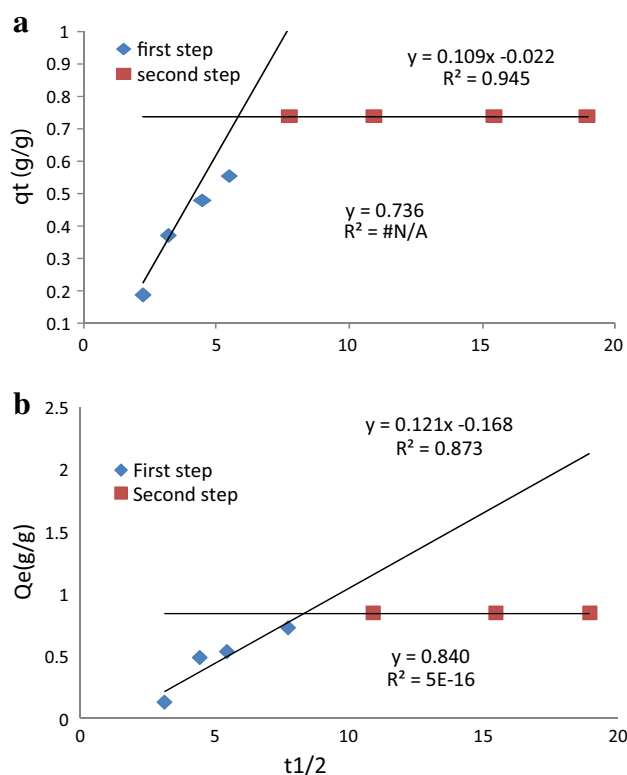 a
first step
second step
y = 0.109x -0.022
R² = 0.945
y = 0.736
R² = #N/A
qt (g/g)
1
0.9
0.8
0.7
0.6
0.5
0.4
0.3
0.2
0.1
0 5 10 15 20
b
First step
Second step
y = 0.121x -0.168
R² = 0.873
y = 0.840
R² = 5E-16
Qe(g/g)
2.5
2
1.5
1
0.5
0
0 5 10 15 20
t1/2